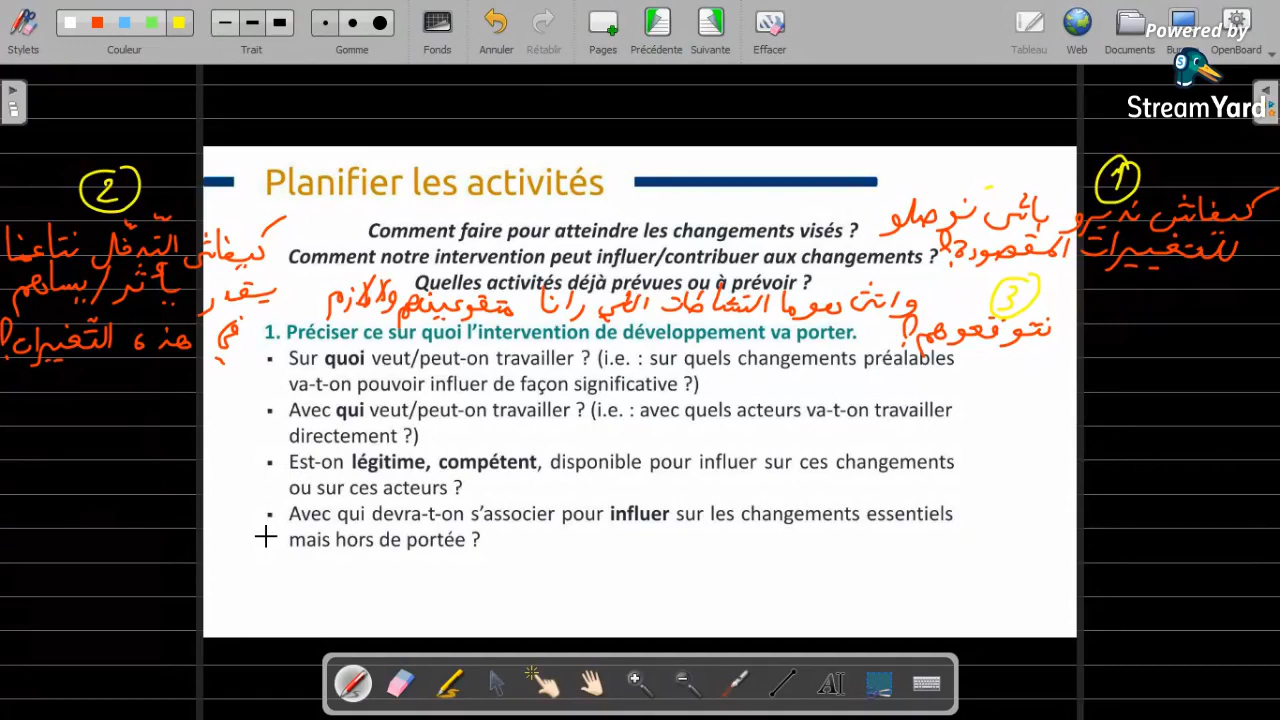 Stylets
Couleur
Trait
Gomme
Fonds
Annuler
Rétablir
Pages
Précédente
Suivante
Effacer
Tableau
Web
Documents
OpenBoard
Powered by
StreamYard
Planifier les activités
Comment faire pour atteindre les changements visés ?
Comment notre intervention peut influer/contribuer aux changements ?
Quelles activités déjà prévues ou à prévoir ?
1. Préciser ce sur quoi l’intervention de développement va porter.
▪ Sur quoi veut/peut-on travailler ? (i.e. : sur quels changements préalables
va-t-on pouvoir influer de façon significative ?)
▪ Avec qui veut/peut-on travailler ? (i.e. : avec quels acteurs va-t-on travailler
directement ?)
▪ Est-on légitime, compétent, disponible pour influer sur ces changements
ou sur ces acteurs ?
▪ Avec qui devra-t-on s’associer pour influer sur les changements essentiels
mais hors de portée ?
1
كيفاش نديرو باش نوصلو
للتغييرات المقصودة؟
2
كيفاش التدخل نتاعنا
يقدر يأثر/يساهم
في هذه التغييرات؟
3
واش هوما النشاطات اللي رانا متوقعينهم ولا لازم
نتوقعوهم؟